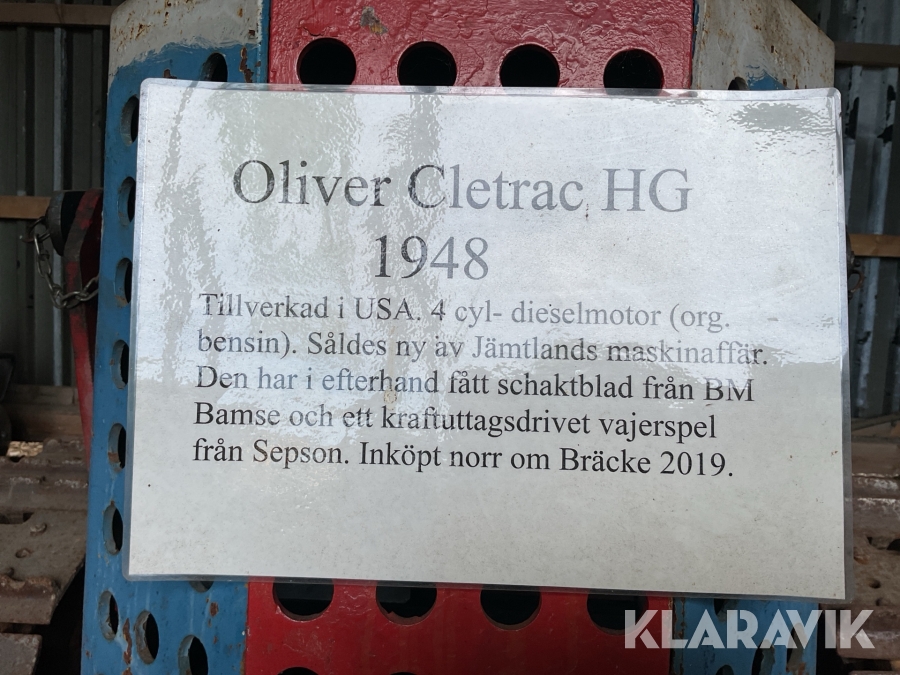 Oliver Cletrac HG
1948
Tillverkad i USA. 4 cyl- dieselmotor (org.
bensin). Såldes ny av Jämtlands maskinaffär.
Den har i efterhand fått schaktblad från BM
Bamse och ett kraftuttagsdrivet vajerspel
från Sepson. Inköpt norr om Bräcke 2019.
KLARAVIK